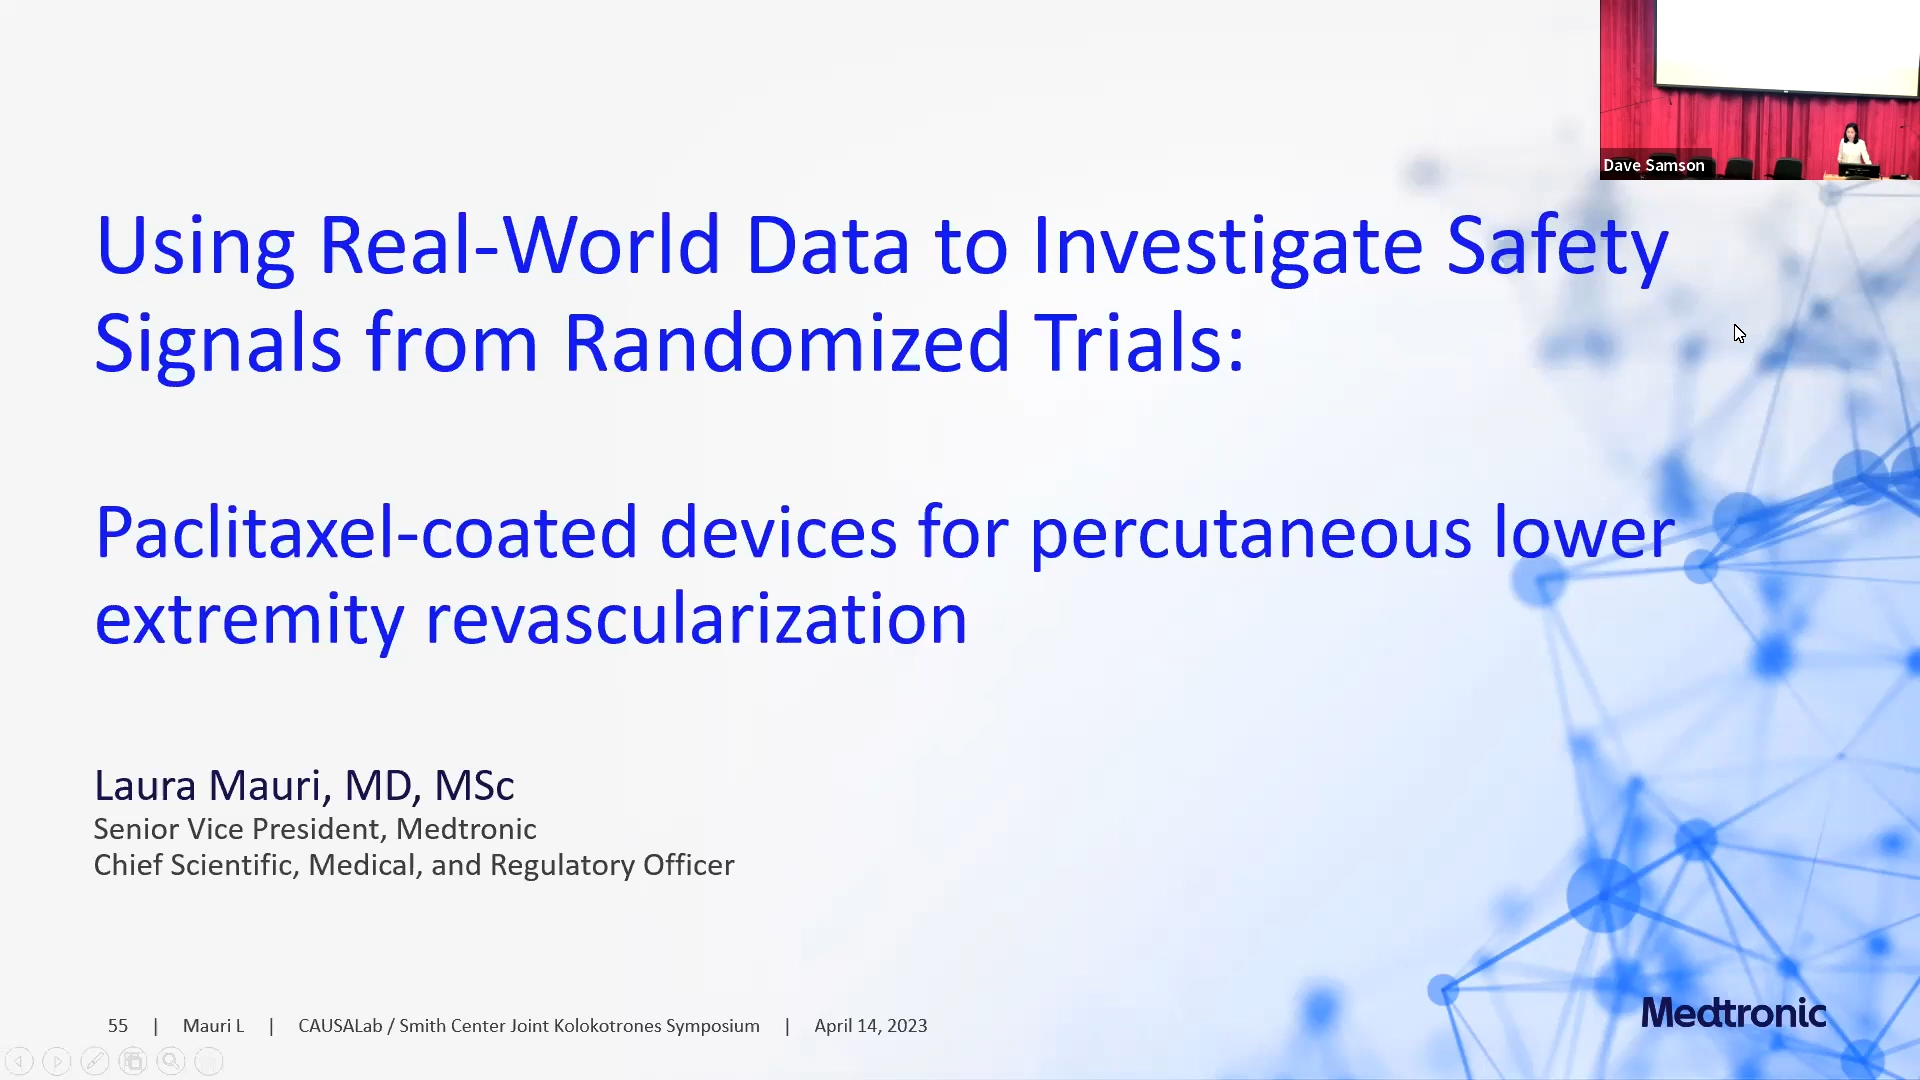 Dave Samson
Using Real-World Data to Investigate Safety
Signals from Randomized Trials:
Paclitaxel-coated devices for percutaneous lower
extremity revascularization
Laura Mauri, MD, MSc
Senior Vice President, Medtronic
Chief Scientific, Medical, and Regulatory Officer
55 | Mauri L | CAUSALab / Smith Center Joint Kolokotrones Symposium | April 14, 2023
Medtronic